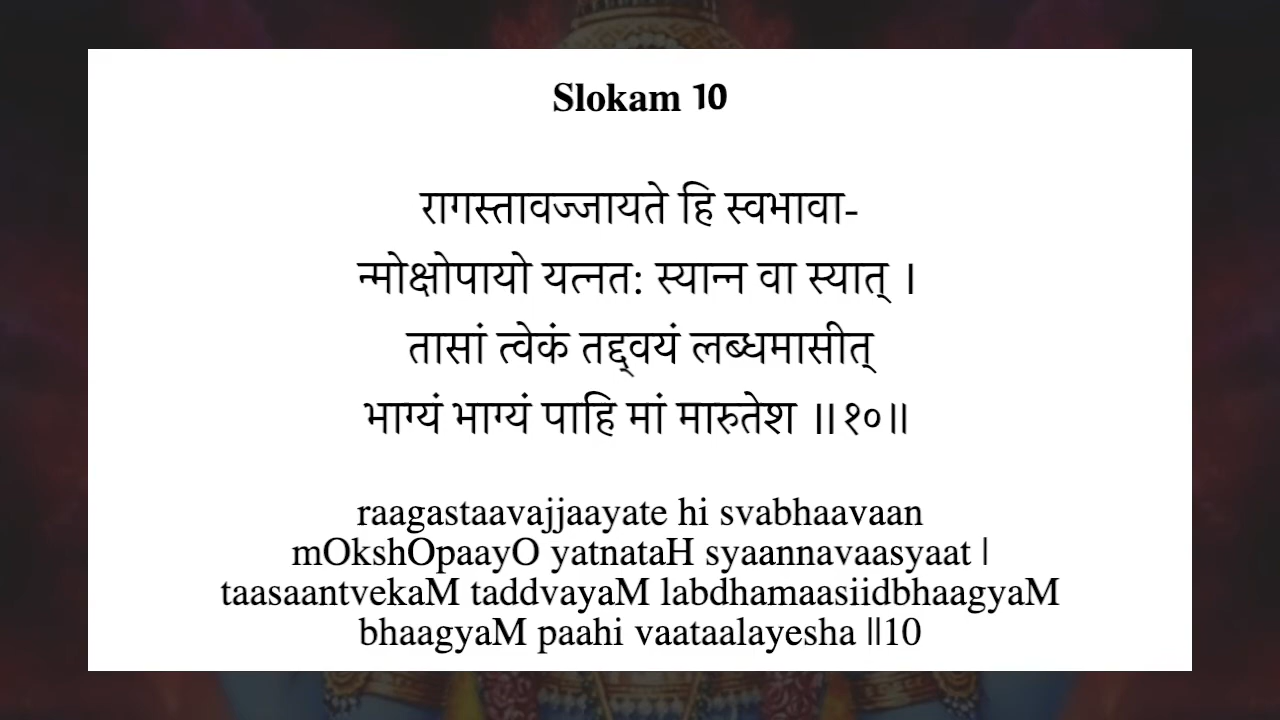 Slokam 10
रागस्तावज्जायते हि स्वभावा-
न्मोक्षोपायो यत्नत: स्यान्न वा स्यात् ।
तासां त्वेकं तद्द्वयं लब्धमासीत्
भाग्यं भाग्यं पाहि मां मारुतेश ॥१०॥
raagastaavajjaayate hi svabhaavaan
mOkshOpaayO yatnataH syaannavaasyaat |
taasaantvekaM taddvayaM labdhamaasiidbhaagyaM
bhaagyaM paahi vaataalayesha ||10